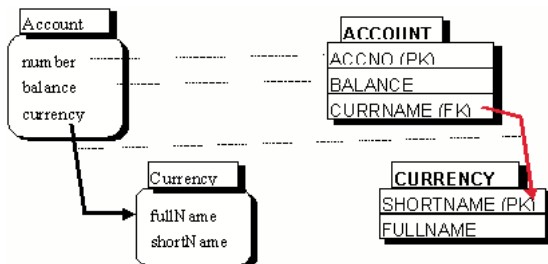 Account
number
balance
currency
ACCOUNT
ACCNO (PK)
BALANCE
CURRNAME (FK)
Currency
fullName
shortName
CURRENCY
SHORTNAME (PK)
FULLNAME